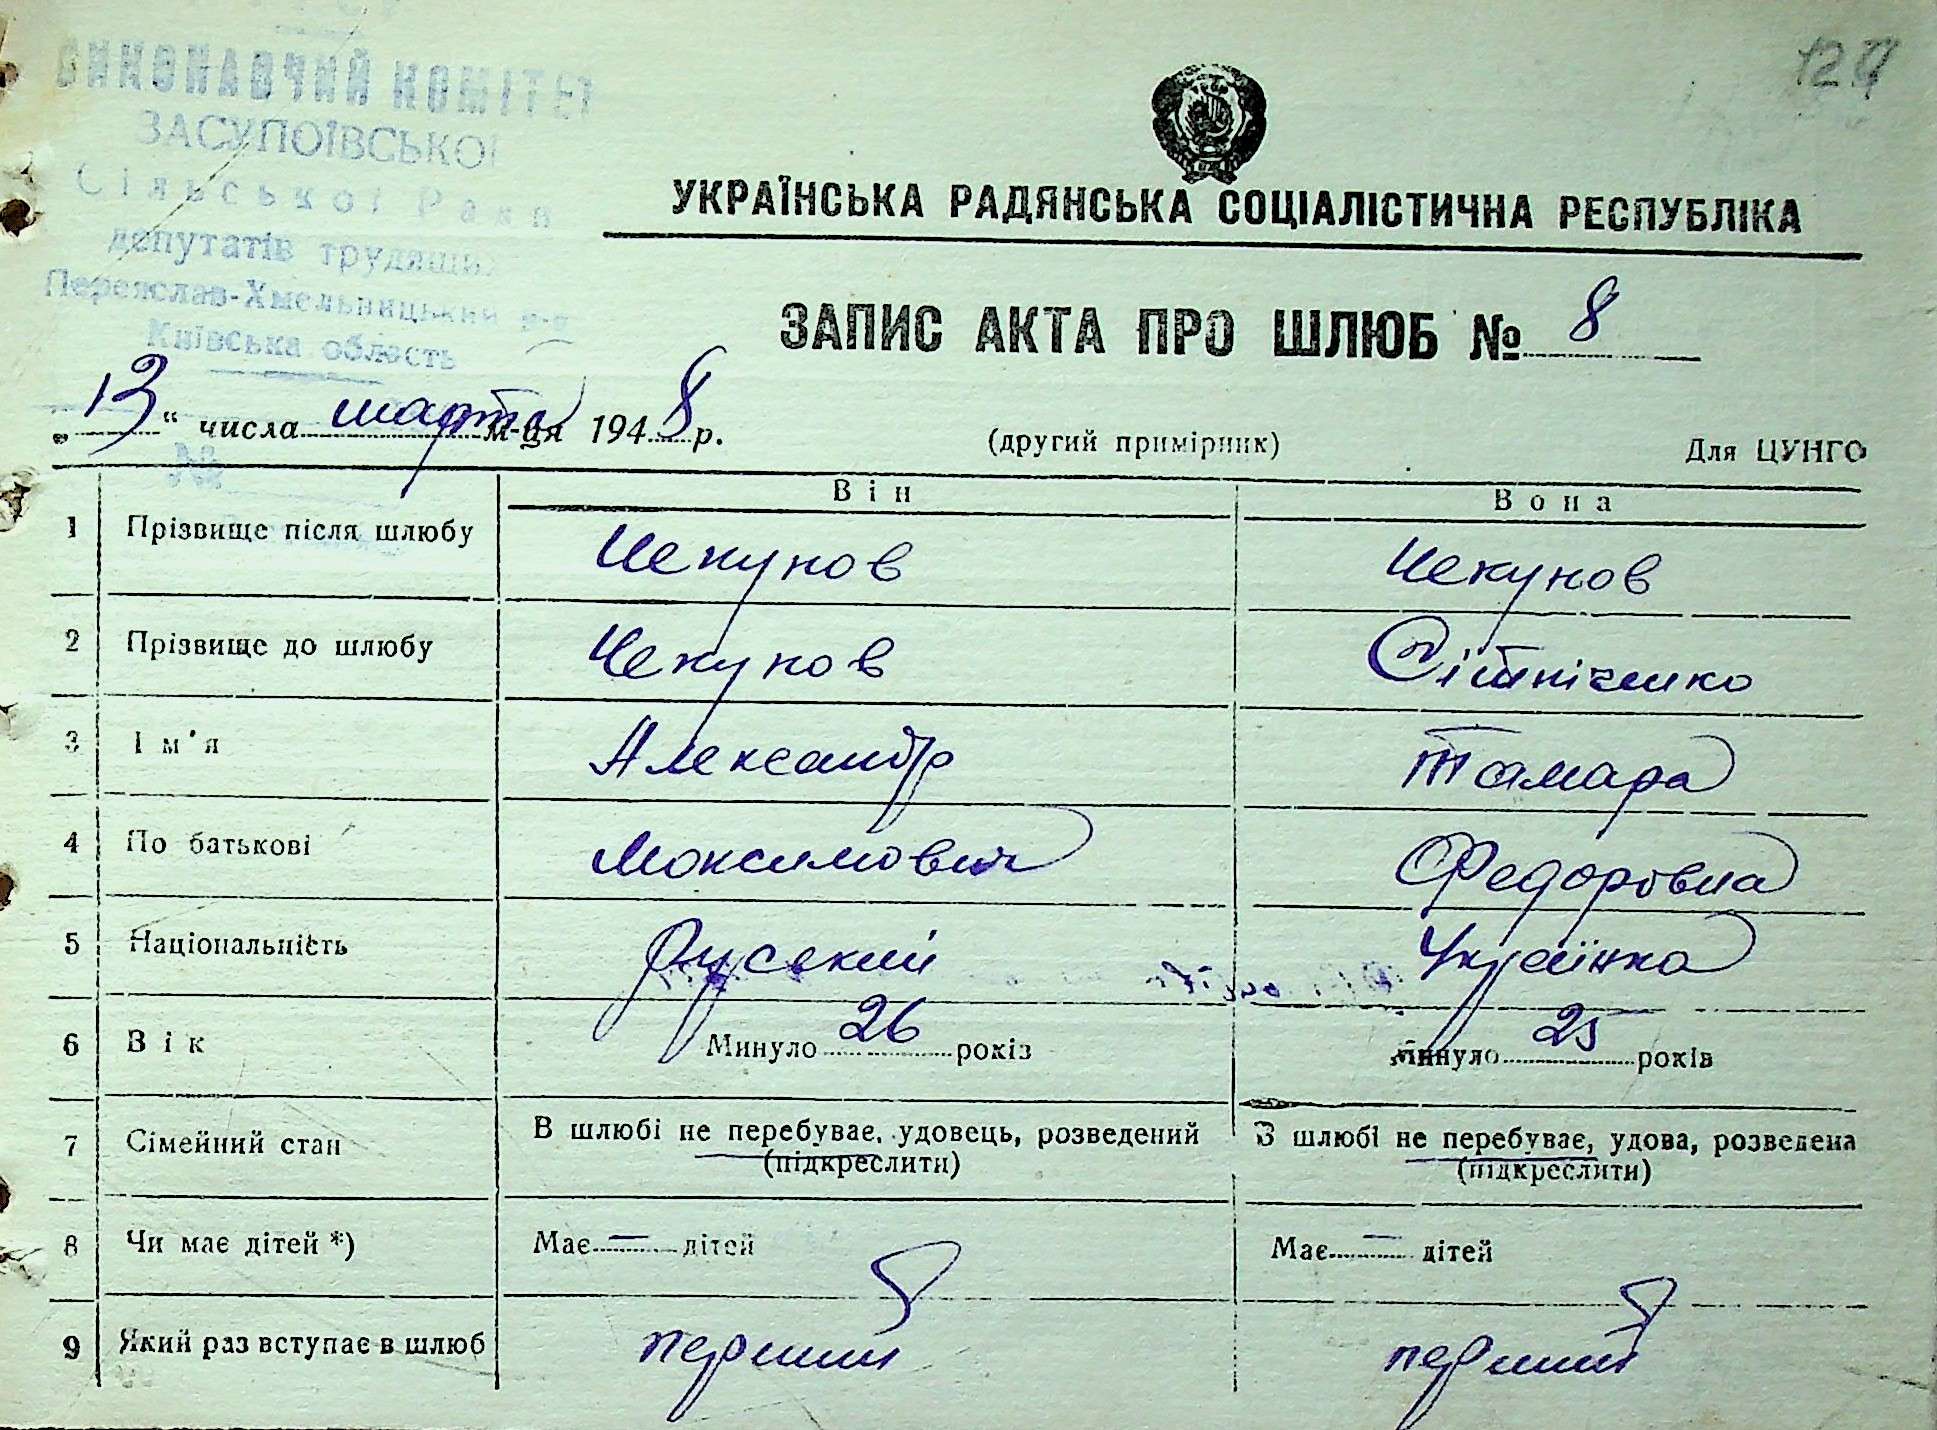 124
ВИКОНАВЧИЙ КОМІТЕТ
ЗАСУПОЇВСЬКОЇ
Сільської Ради
депутатів трудящих
Переяслав-Хмельницький р-н
Київська область
№
УКРАЇНСЬКА РАДЯНСЬКА СОЦІАЛІСТИЧНА РЕСПУБЛІКА
ЗАПИС АКТА ПРО ШЛЮБ № 8
„13“ числа марта м-ця 1948 р.
(другий примірник)
Для ЦУНГО
Він Вона
1 Прізвище після шлюбу Чекунов Чекунов
2 Прізвище до шлюбу Чекунов Сітніченко
3 Ім'я Александр Тамара
4 По батькові Максимович Федоровна
5 Національність Руський Українка
6 Вік Минуло 26 років Минуло 25 років
7 Сімейний стан В шлюбі не перебуває, удовець, розведений В шлюбі не перебуває, удова, розведена
(підкреслити) (підкреслити)
8 Чи має дітей *) Має — дітей Має — дітей
9 Який раз вступає в шлюб перший перший